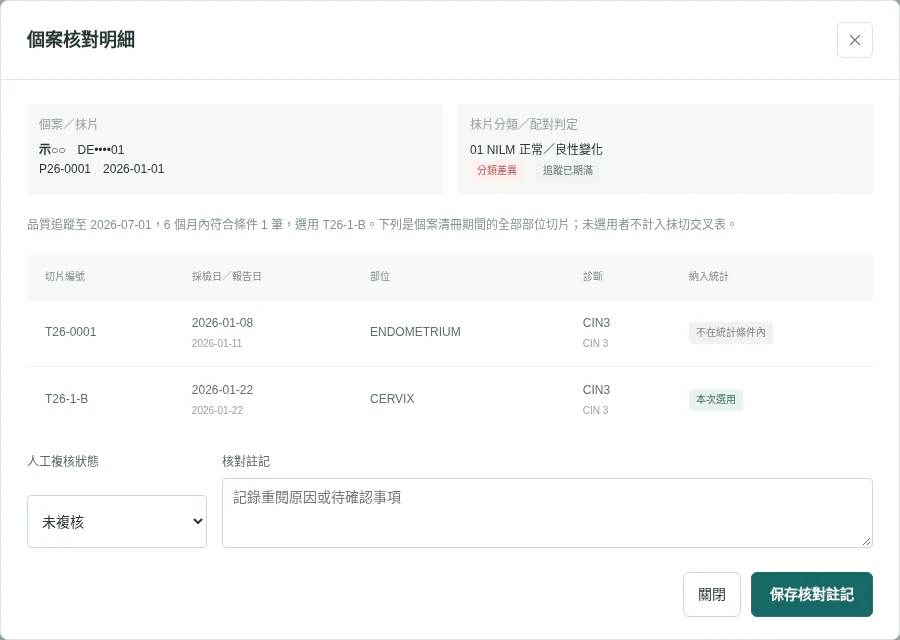 個案核對明細
個案／抹片
示○○ DE••••01
P26-0001 2026-01-01
抹片分類／配對判定
01 NILM 正常／良性變化
分類差異 追蹤已期滿
品質追蹤至 2026-07-01，6 個月內符合條件 1 筆，選用 T26-1-B。下列是個案清冊期間的全部部位切片；未選用者不計入抹切交叉表。
切片編號 採檢日／報告日 部位 診斷 納入統計
T26-0001 2026-01-08 ENDOMETRIUM CIN3 不在統計條件內
2026-01-11 CIN 3
T26-1-B 2026-01-22 CERVIX CIN3 本次選用
2026-01-22 CIN 3
人工複核狀態 核對註記
記錄重閱原因或待確認事項
未複核
關閉 保存核對註記